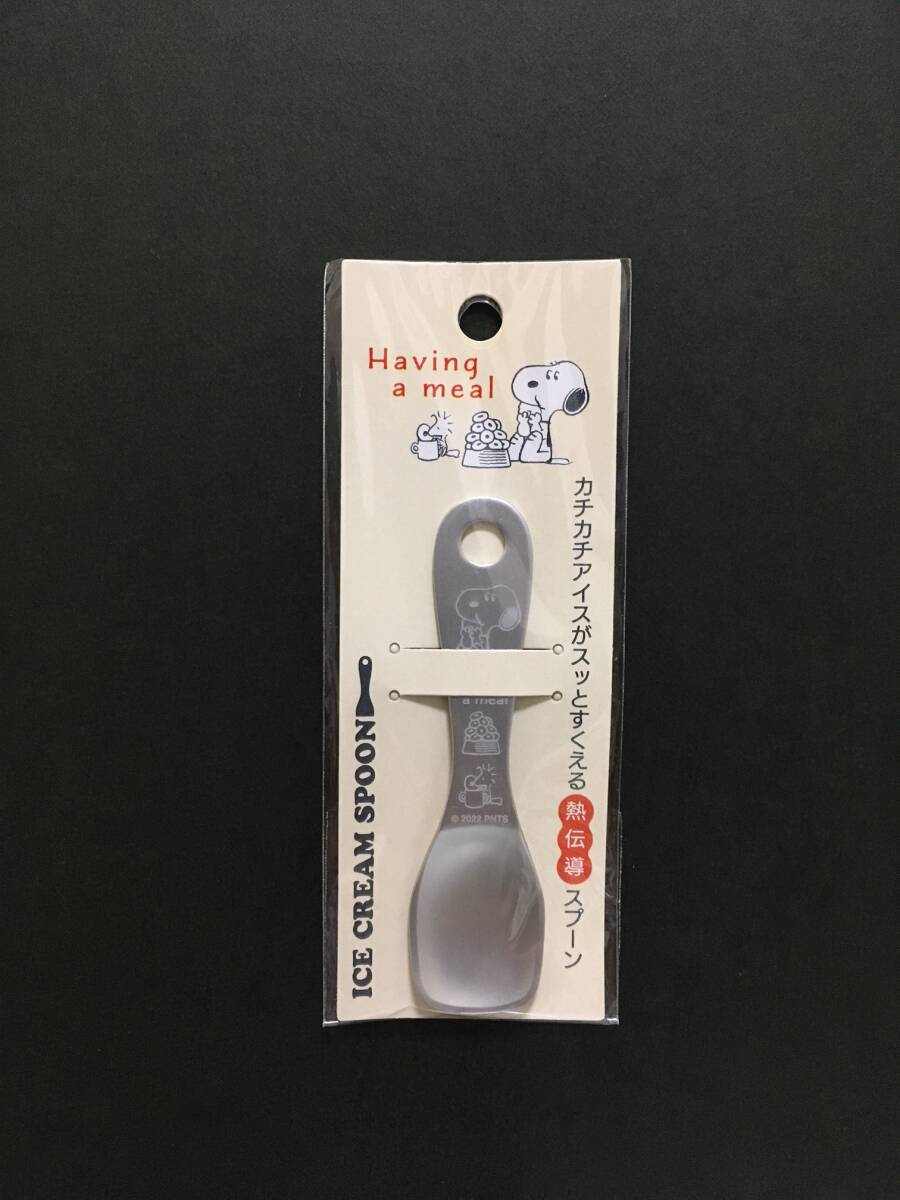 Having
a meal
カチカチアイスがスッとすくえる熱伝導スプーン
ICE CREAM SPOON
a meal
© 2022 PNTS